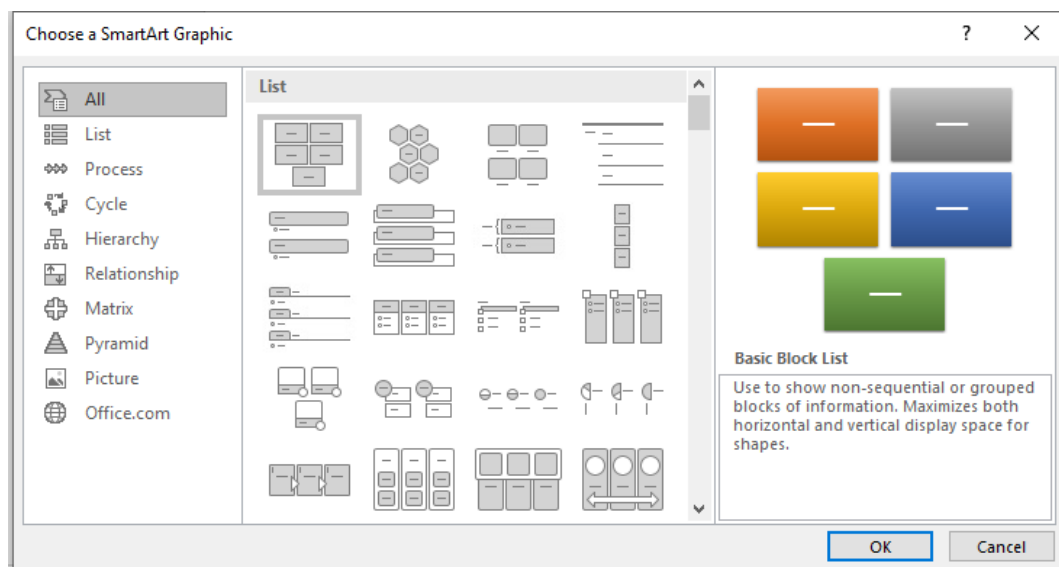 Choose a SmartArt Graphic
?
All
List
Process
Cycle
Hierarchy
Relationship
Matrix
Pyramid
Picture
Office.com
List
Basic Block List
Use to show non-sequential or grouped
blocks of information. Maximizes both
horizontal and vertical display space for
shapes.
OK
Cancel